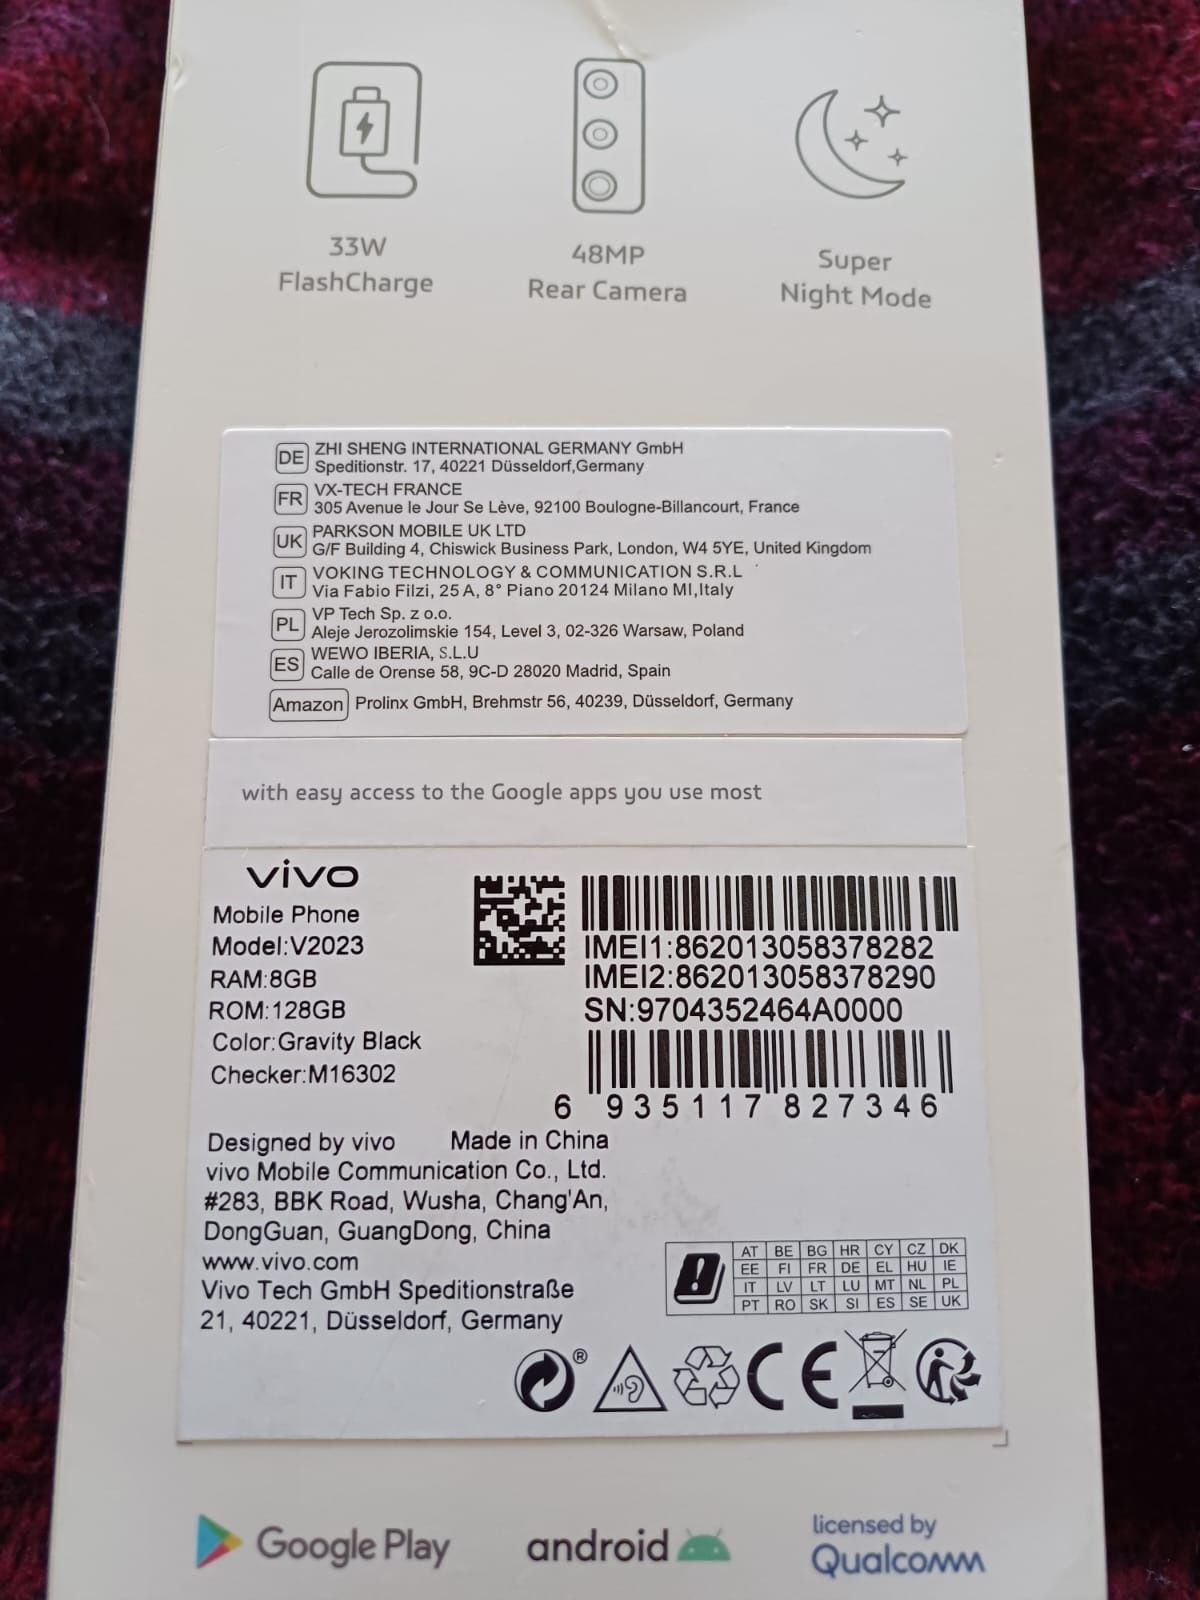 33W
FlashCharge
48MP
Rear Camera
Super
Night Mode
DE ZHI SHENG INTERNATIONAL GERMANY GmbH
Speditionstr. 17, 40221 Düsseldorf,Germany
FR VX-TECH FRANCE
305 Avenue le Jour Se Lève, 92100 Boulogne-Billancourt, France
UK PARKSON MOBILE UK LTD
G/F Building 4, Chiswick Business Park, London, W4 5YE, United Kingdom
IT VOKING TECHNOLOGY & COMMUNICATION S.R.L
Via Fabio Filzi, 25 A, 8° Piano 20124 Milano MI,Italy
PL VP Tech Sp. z o.o.
Aleje Jerozolimskie 154, Level 3, 02-326 Warsaw, Poland
ES WEWO IBERIA, S.L.U
Calle de Orense 58, 9C-D 28020 Madrid, Spain
Amazon Prolinx GmbH, Brehmstr 56, 40239, Düsseldorf, Germany
with easy access to the Google apps you use most
vivo
Mobile Phone
Model:V2023
RAM:8GB
ROM:128GB
Color:Gravity Black
Checker:M16302
IMEI1:862013058378282
IMEI2:862013058378290
SN:9704352464A0000
6 935117 827346
Designed by vivo Made in China
vivo Mobile Communication Co., Ltd.
#283, BBK Road, Wusha, Chang'An,
DongGuan, GuangDong, China
www.vivo.com
Vivo Tech GmbH Speditionstraße
21, 40221, Düsseldorf, Germany
AT BE BG HR CY CZ DK
EE FI FR DE EL HU IE
IT LV LT LU MT NL PL
PT RO SK SI ES SE UK
®
CE
Google Play
android
licensed by
Qualcomm